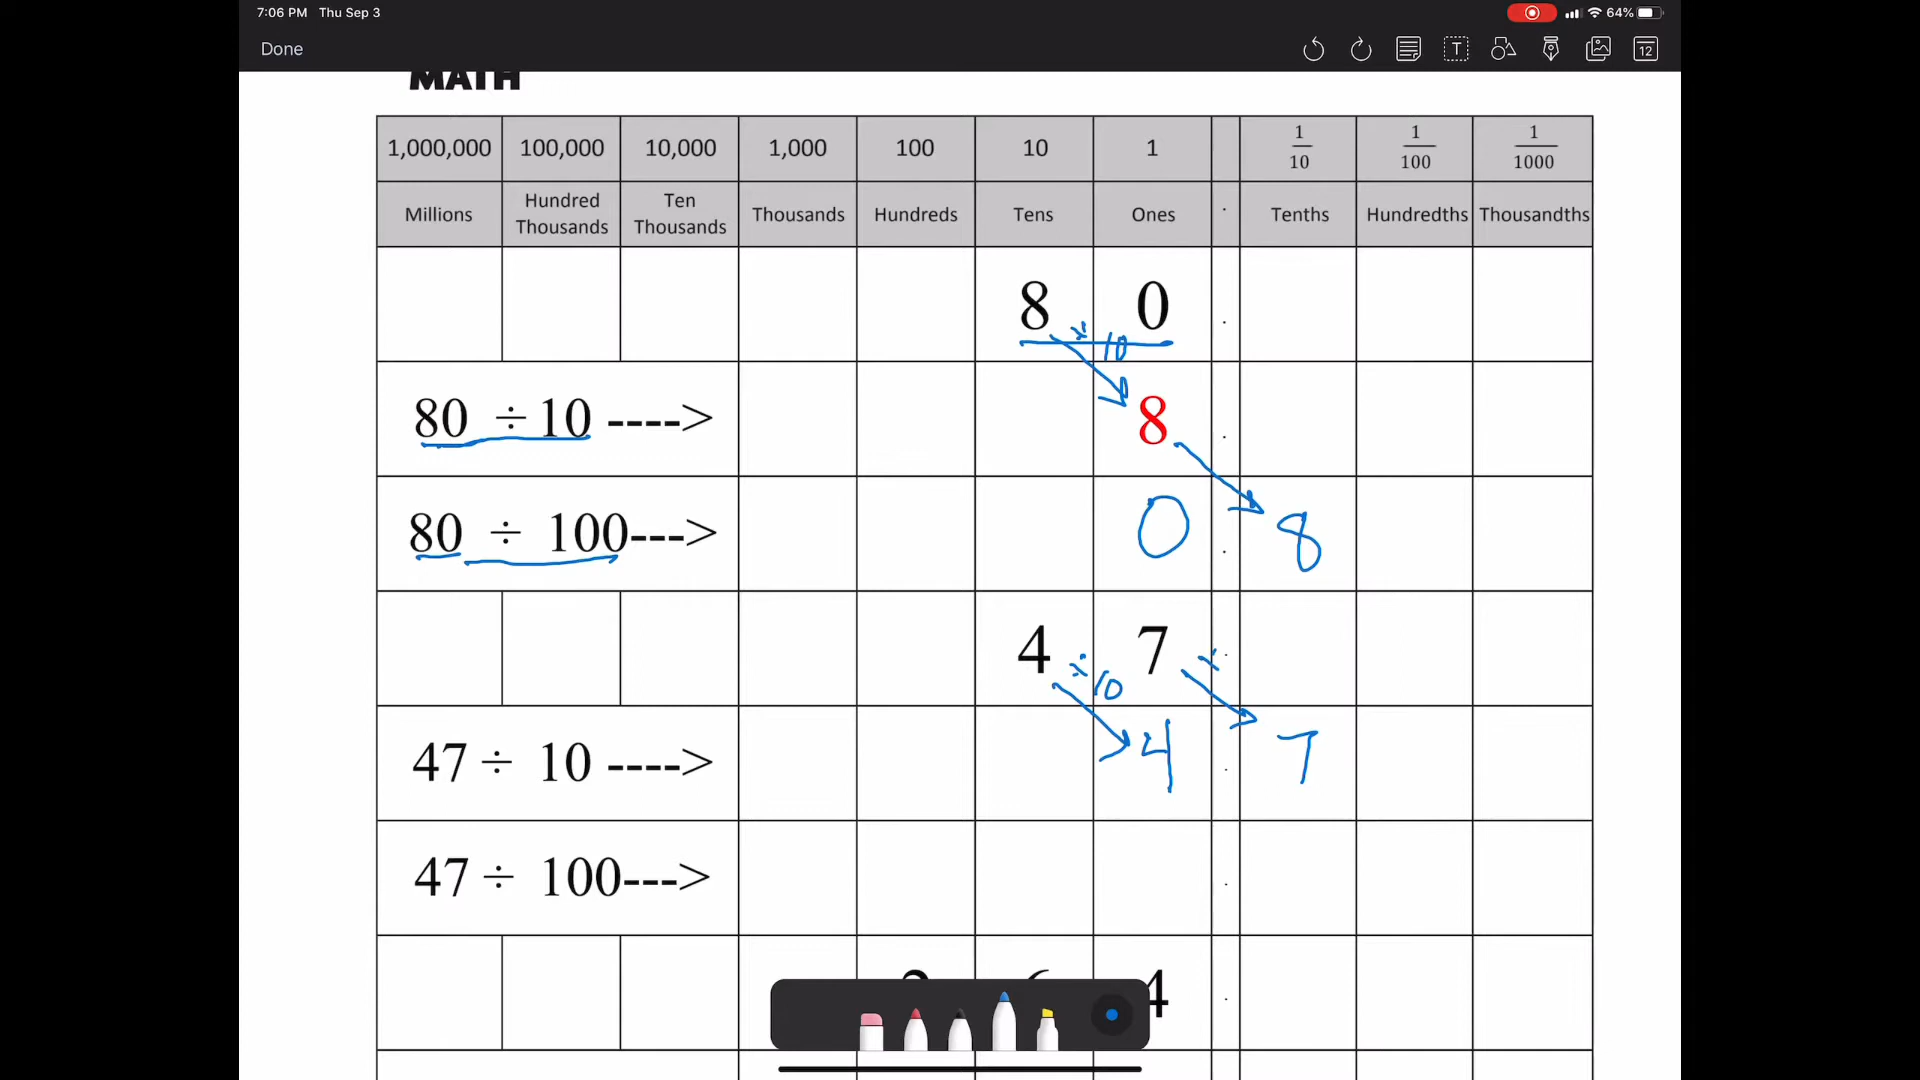 7:06 PM Thu Sep 3 64%
Done T 12
MATH
1,000,000 100,000 10,000 1,000 100 10 1 1/10 1/100 1/1000
Millions Hundred Thousands Ten Thousands Thousands Hundreds Tens Ones . Tenths Hundredths Thousandths
8 0 .
÷ 10
80 ÷ 10 ----> 8 .
80 ÷ 100---> 0 . 8
4 7 .
÷ 10 ÷
47 ÷ 10 ----> 4 . 7
47 ÷ 100---> .
4 .